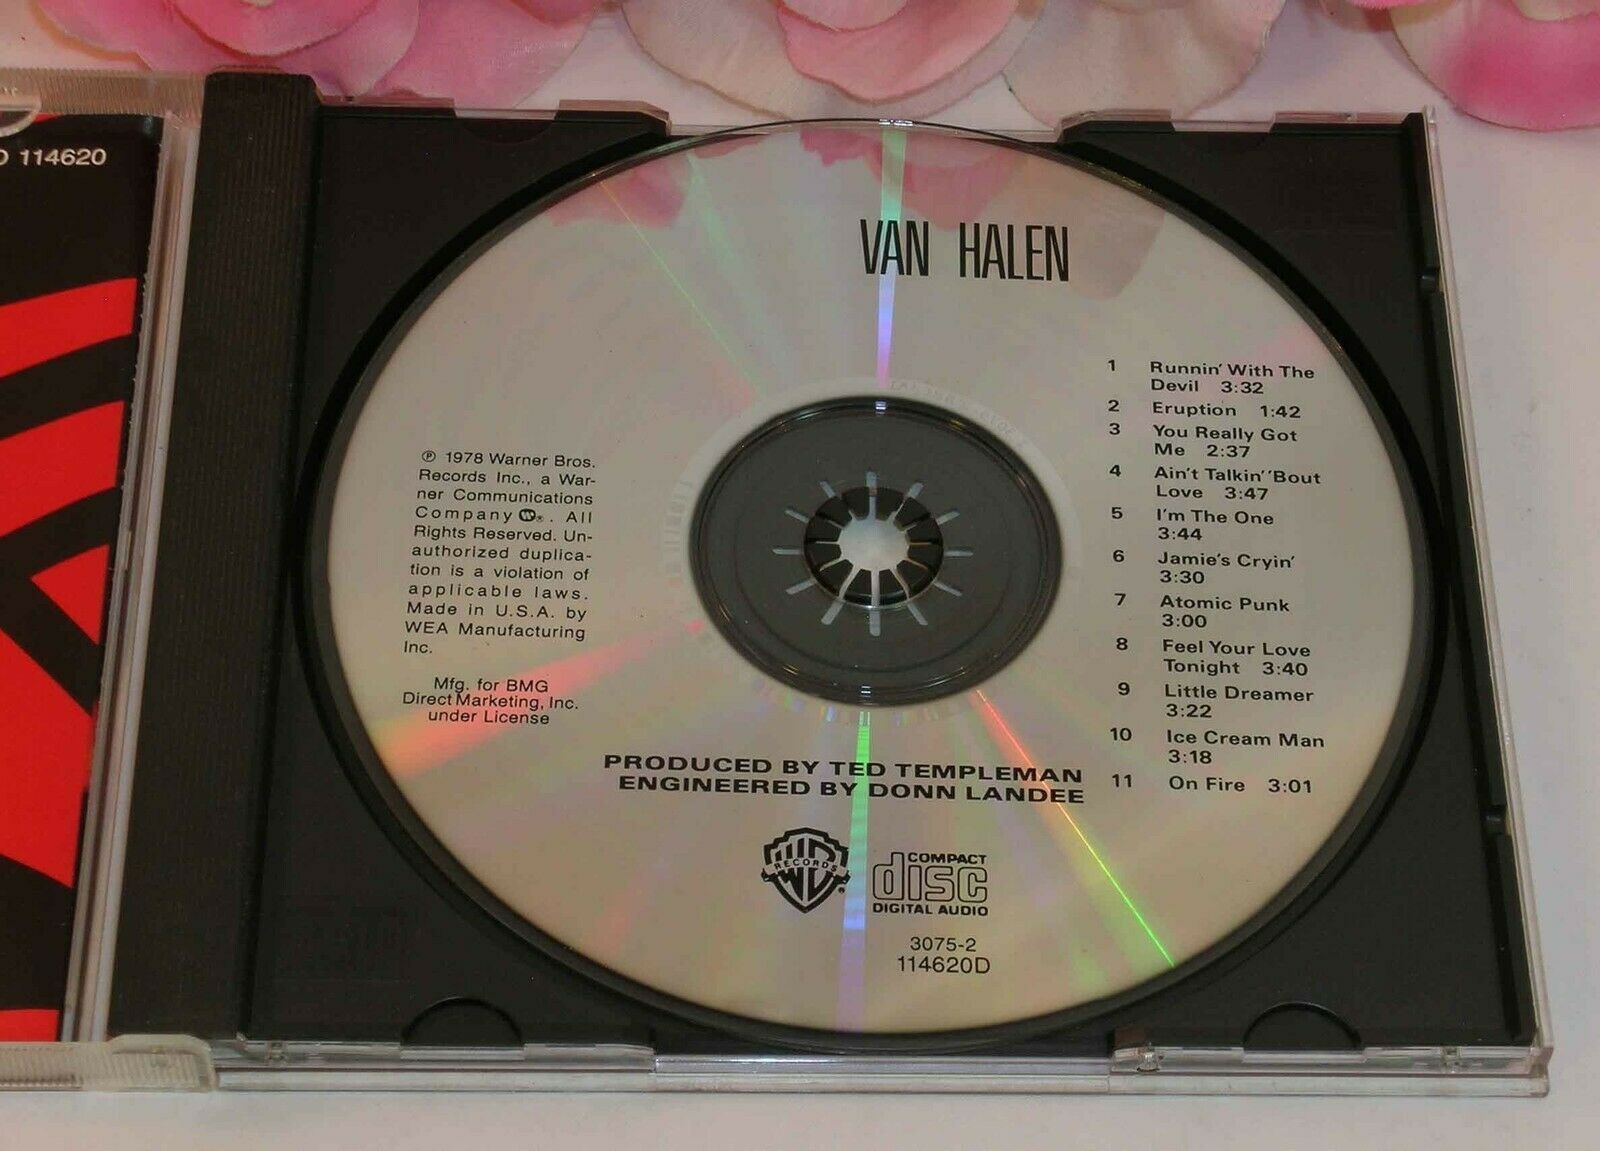 114620
VAN HALEN
1 Runnin' With The
Devil 3:32
2 Eruption 1:42
3 You Really Got
Me 2:37
4 Ain't Talkin' 'Bout
Love 3:47
5 I'm The One
3:44
6 Jamie's Cryin'
3:30
7 Atomic Punk
3:00
8 Feel Your Love
Tonight 3:40
9 Little Dreamer
3:22
10 Ice Cream Man
3:18
11 On Fire 3:01
℗ 1978 Warner Bros.
Records Inc., a War-
ner Communications
Company W®. All
Rights Reserved. Un-
authorized duplica-
tion is a violation of
applicable laws.
Made in U.S.A. by
WEA Manufacturing
Inc.
Mfg. for BMG
Direct Marketing, Inc.
under License
PRODUCED BY TED TEMPLEMAN
ENGINEERED BY DONN LANDEE
WB RECORDS ®
COMPACT
disc
DIGITAL AUDIO
3075-2
114620D